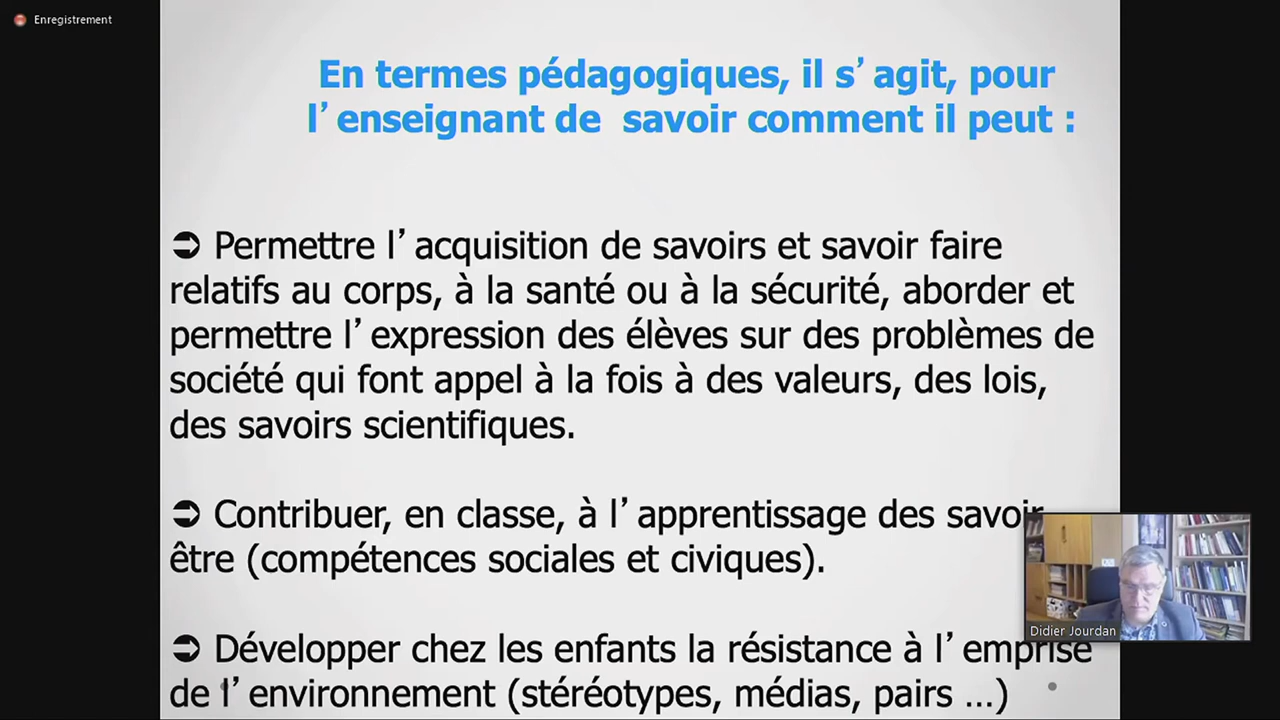 Enregistrement
En termes pédagogiques, il s’agit, pour
l’enseignant de savoir comment il peut :
➲ Permettre l’acquisition de savoirs et savoir faire
relatifs au corps, à la santé ou à la sécurité, aborder et
permettre l’expression des élèves sur des problèmes de
société qui font appel à la fois à des valeurs, des lois,
des savoirs scientifiques.
➲ Contribuer, en classe, à l’apprentissage des savoir
être (compétences sociales et civiques).
➲ Développer chez les enfants la résistance à l’emprise
de l’environnement (stéréotypes, médias, pairs …)
Didier Jourdan